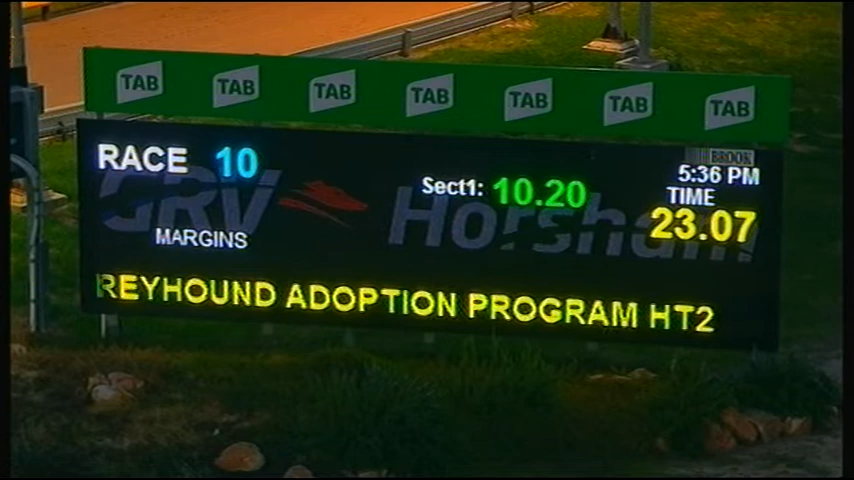 TAB TAB TAB TAB TAB TAB TAB
BROOK
RACE 10 Sect1: 10.20 5:36 PM
TIME
GRV Horsham 23.07
MARGINS
REYHOUND ADOPTION PROGRAM HT2